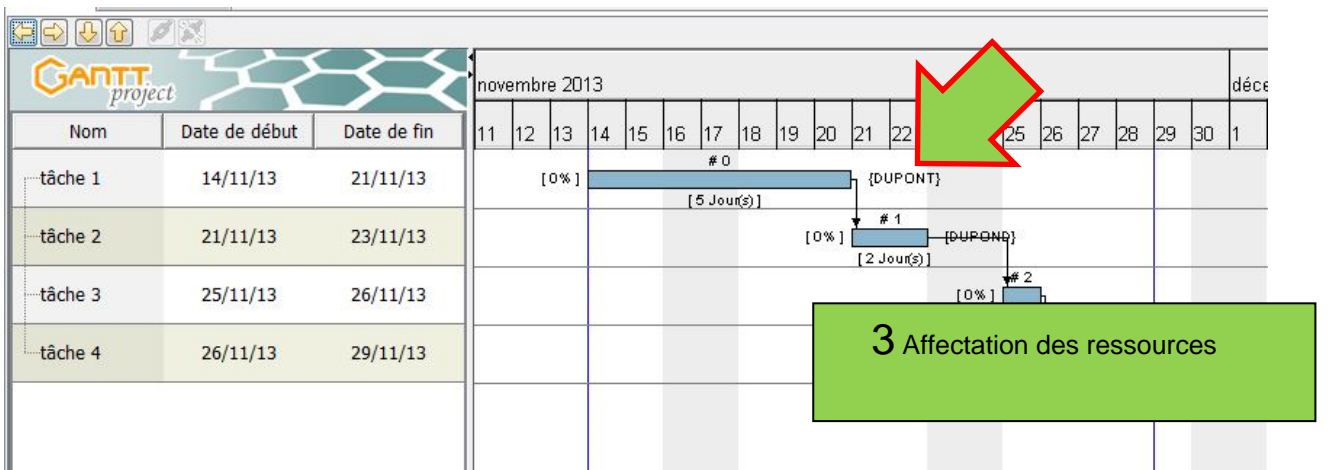 GANTT
project
novembre 2013
déce
Nom Date de début Date de fin
11 12 13 14 15 16 17 18 19 20 21 22 25 26 27 28 29 30 1
# 0
tâche 1 14/11/13 21/11/13 [0%] {DUPONT}
[5 Jour(s)]
# 1
tâche 2 21/11/13 23/11/13 [0%] {DUPOND}
[2 Jour(s)]
# 2
tâche 3 25/11/13 26/11/13 [0%]
tâche 4 26/11/13 29/11/13
3 Affectation des ressources